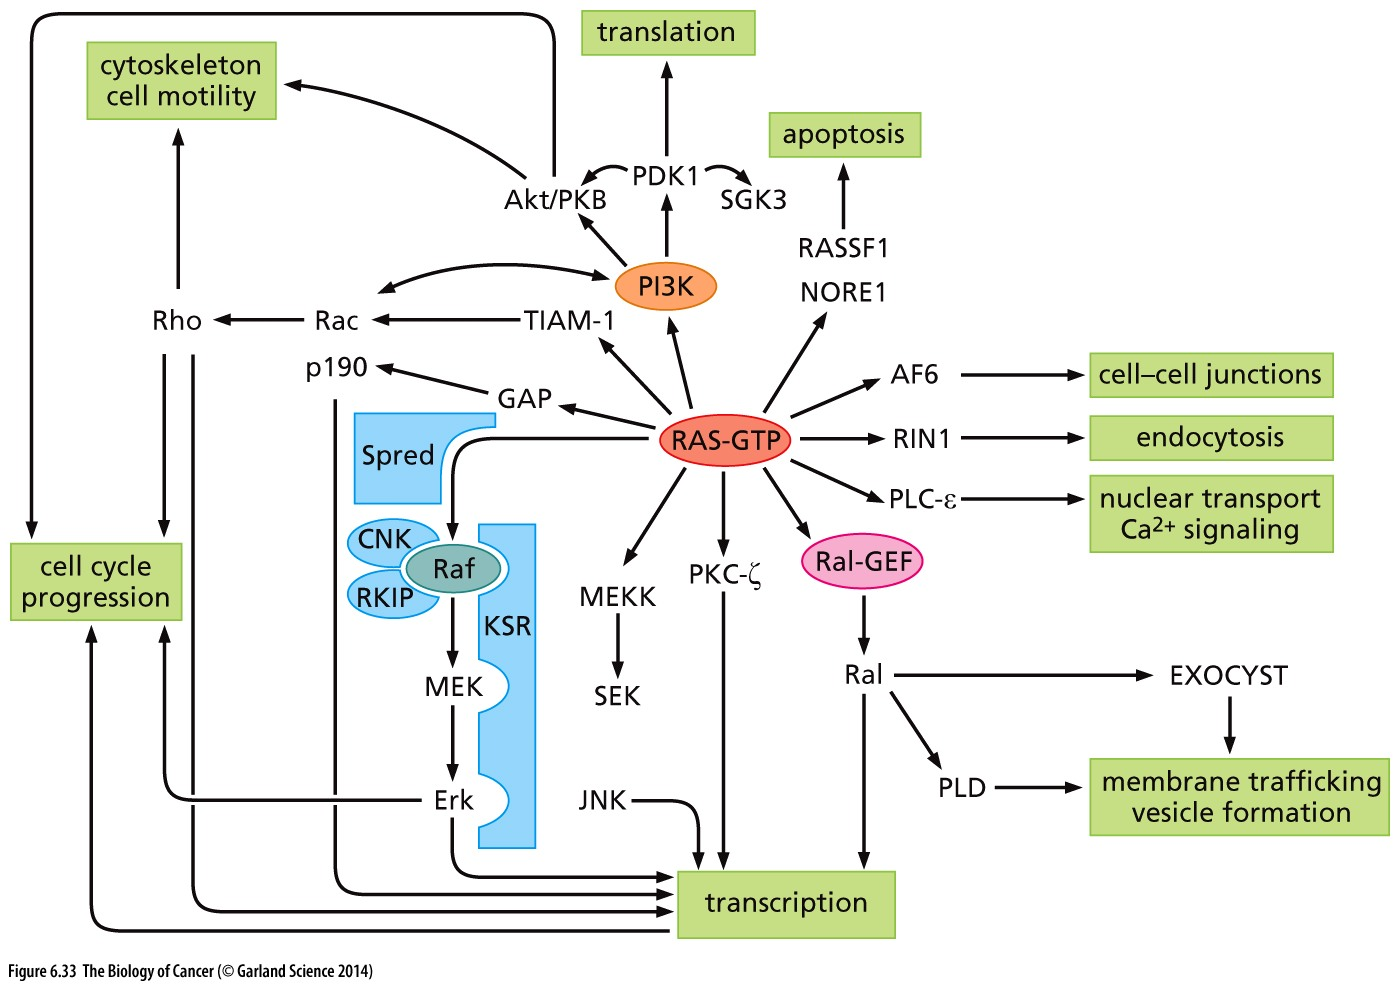 translation
cytoskeleton
cell motility
apoptosis
PDK1
Akt/PKB
SGK3
RASSF1
PI3K
NORE1
Rho
Rac
TIAM-1
p190
GAP
AF6
cell–cell junctions
Spred
RAS-GTP
RIN1
endocytosis
PLC-ε
nuclear transport
Ca2+ signaling
CNK
Raf
RKIP
KSR
cell cycle
progression
MEKK
PKC-ζ
Ral-GEF
MEK
SEK
Ral
EXOCYST
Erk
JNK
PLD
membrane trafficking
vesicle formation
transcription
Figure 6.33 The Biology of Cancer (© Garland Science 2014)